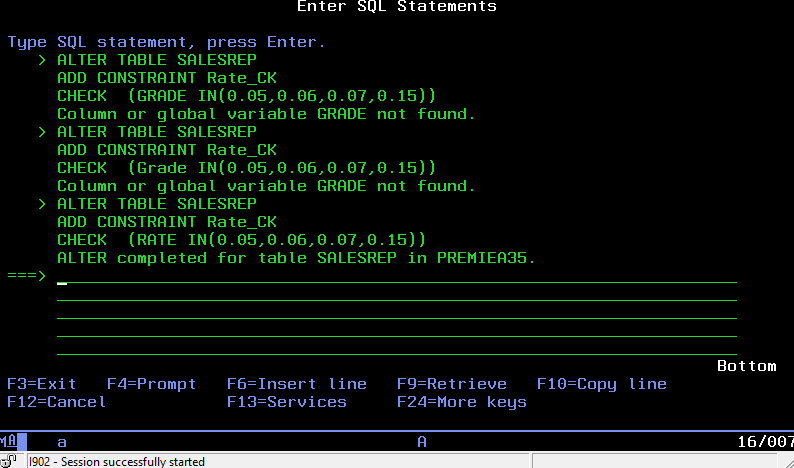 Enter SQL Statements
Type SQL statement, press Enter.
> ALTER TABLE SALESREP
ADD CONSTRAINT Rate_CK
CHECK  (GRADE IN(0.05,0.06,0.07,0.15))
Column or global variable GRADE not found.
> ALTER TABLE SALESREP
ADD CONSTRAINT Rate_CK
CHECK  (Grade IN(0.05,0.06,0.07,0.15))
Column or global variable GRADE not found.
> ALTER TABLE SALESREP
ADD CONSTRAINT Rate_CK
CHECK  (RATE IN(0.05,0.06,0.07,0.15))
ALTER completed for table SALESREP in PREMIEA35.
===>
Bottom
F3=Exit   F4=Prompt   F6=Insert line   F9=Retrieve   F10=Copy line
F12=Cancel   F13=Services   F24=More keys
MA   a   A   16/007
I902 - Session successfully started